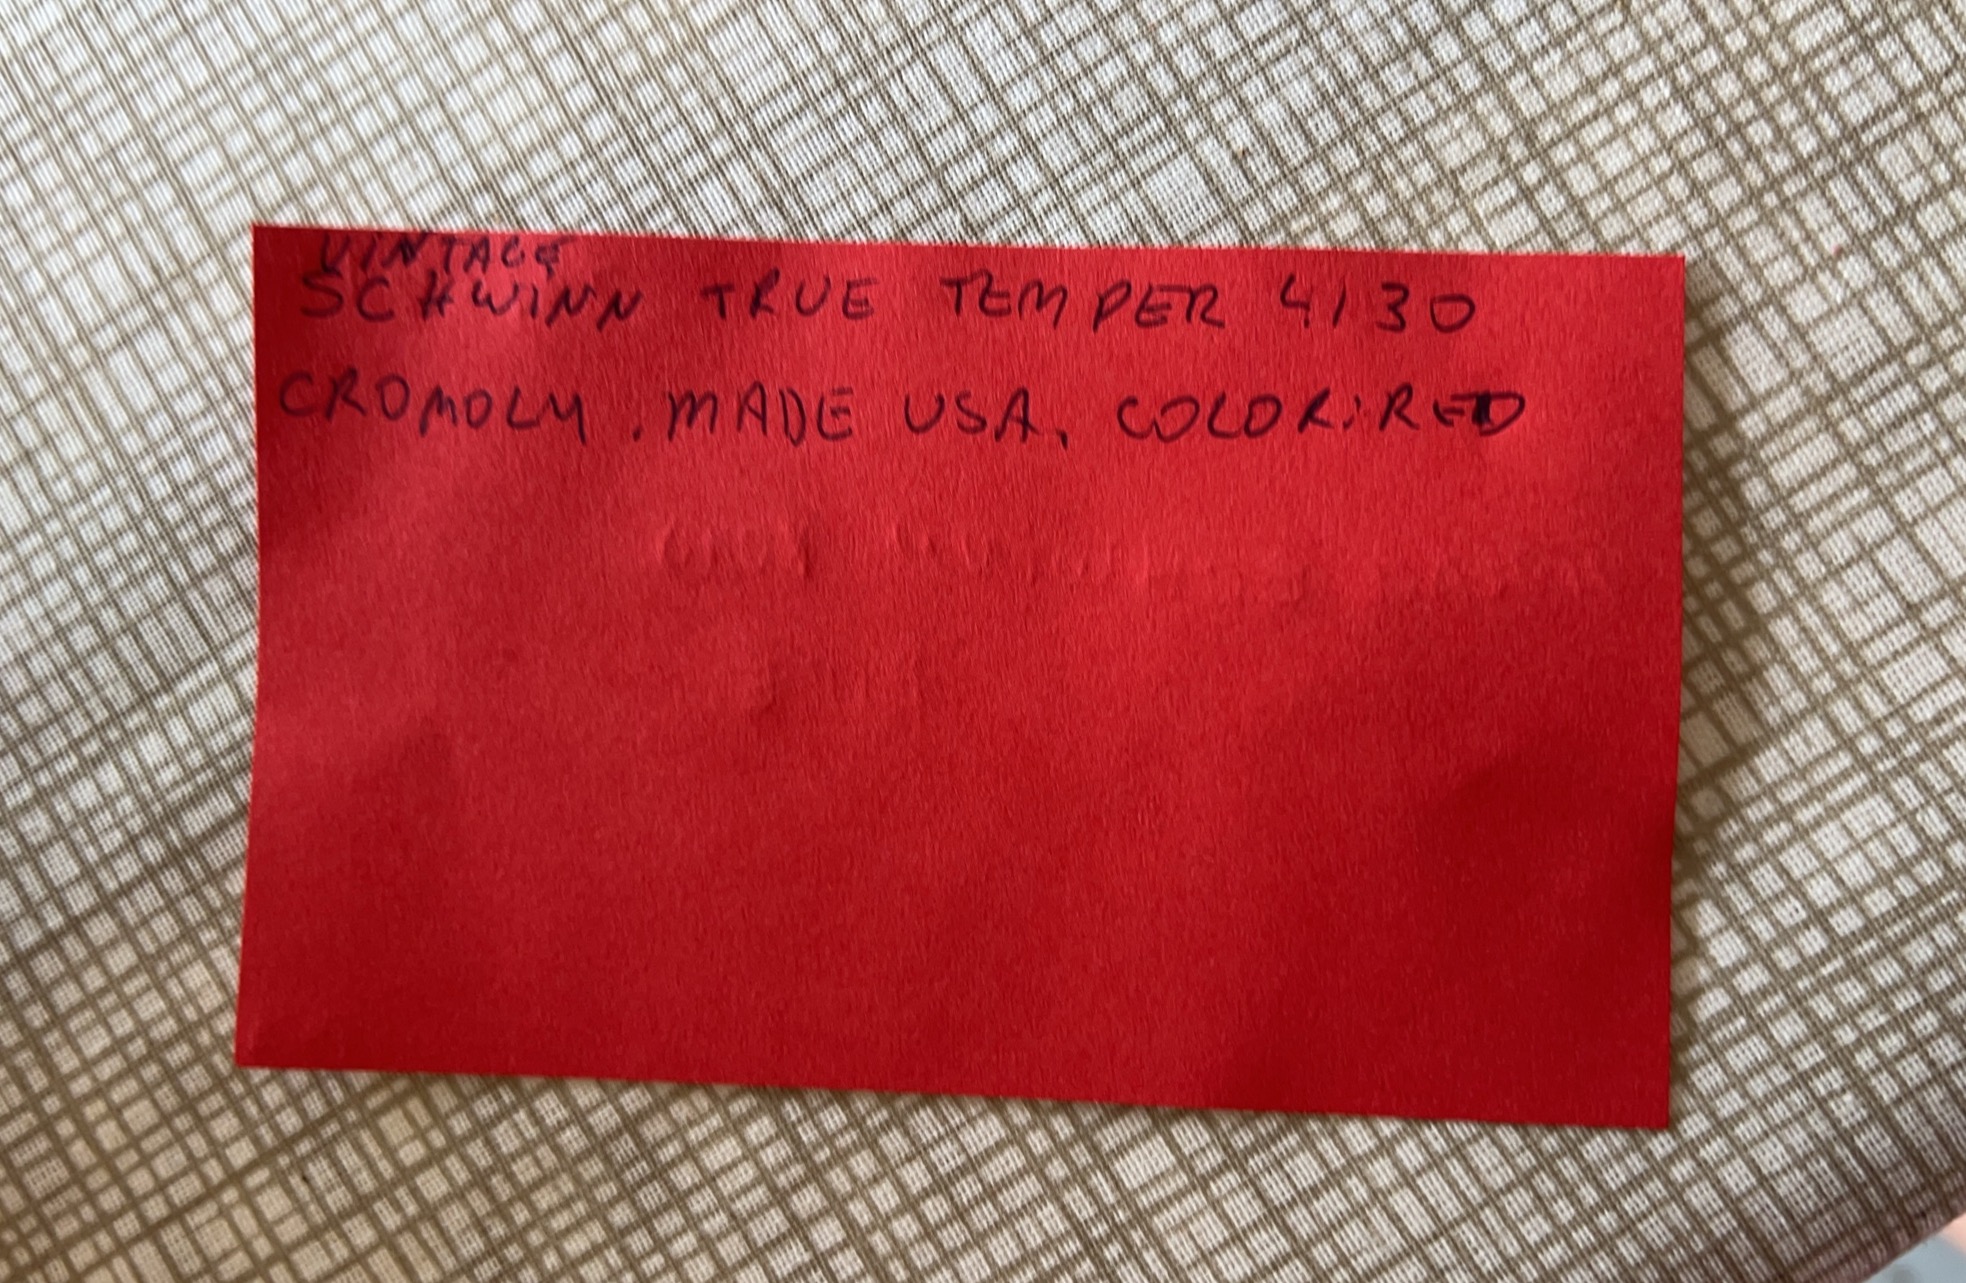 VINTAGE
SCHWINN TRUE TEMPER 4130
CROMOLY. MADE USA. COLOR: RED